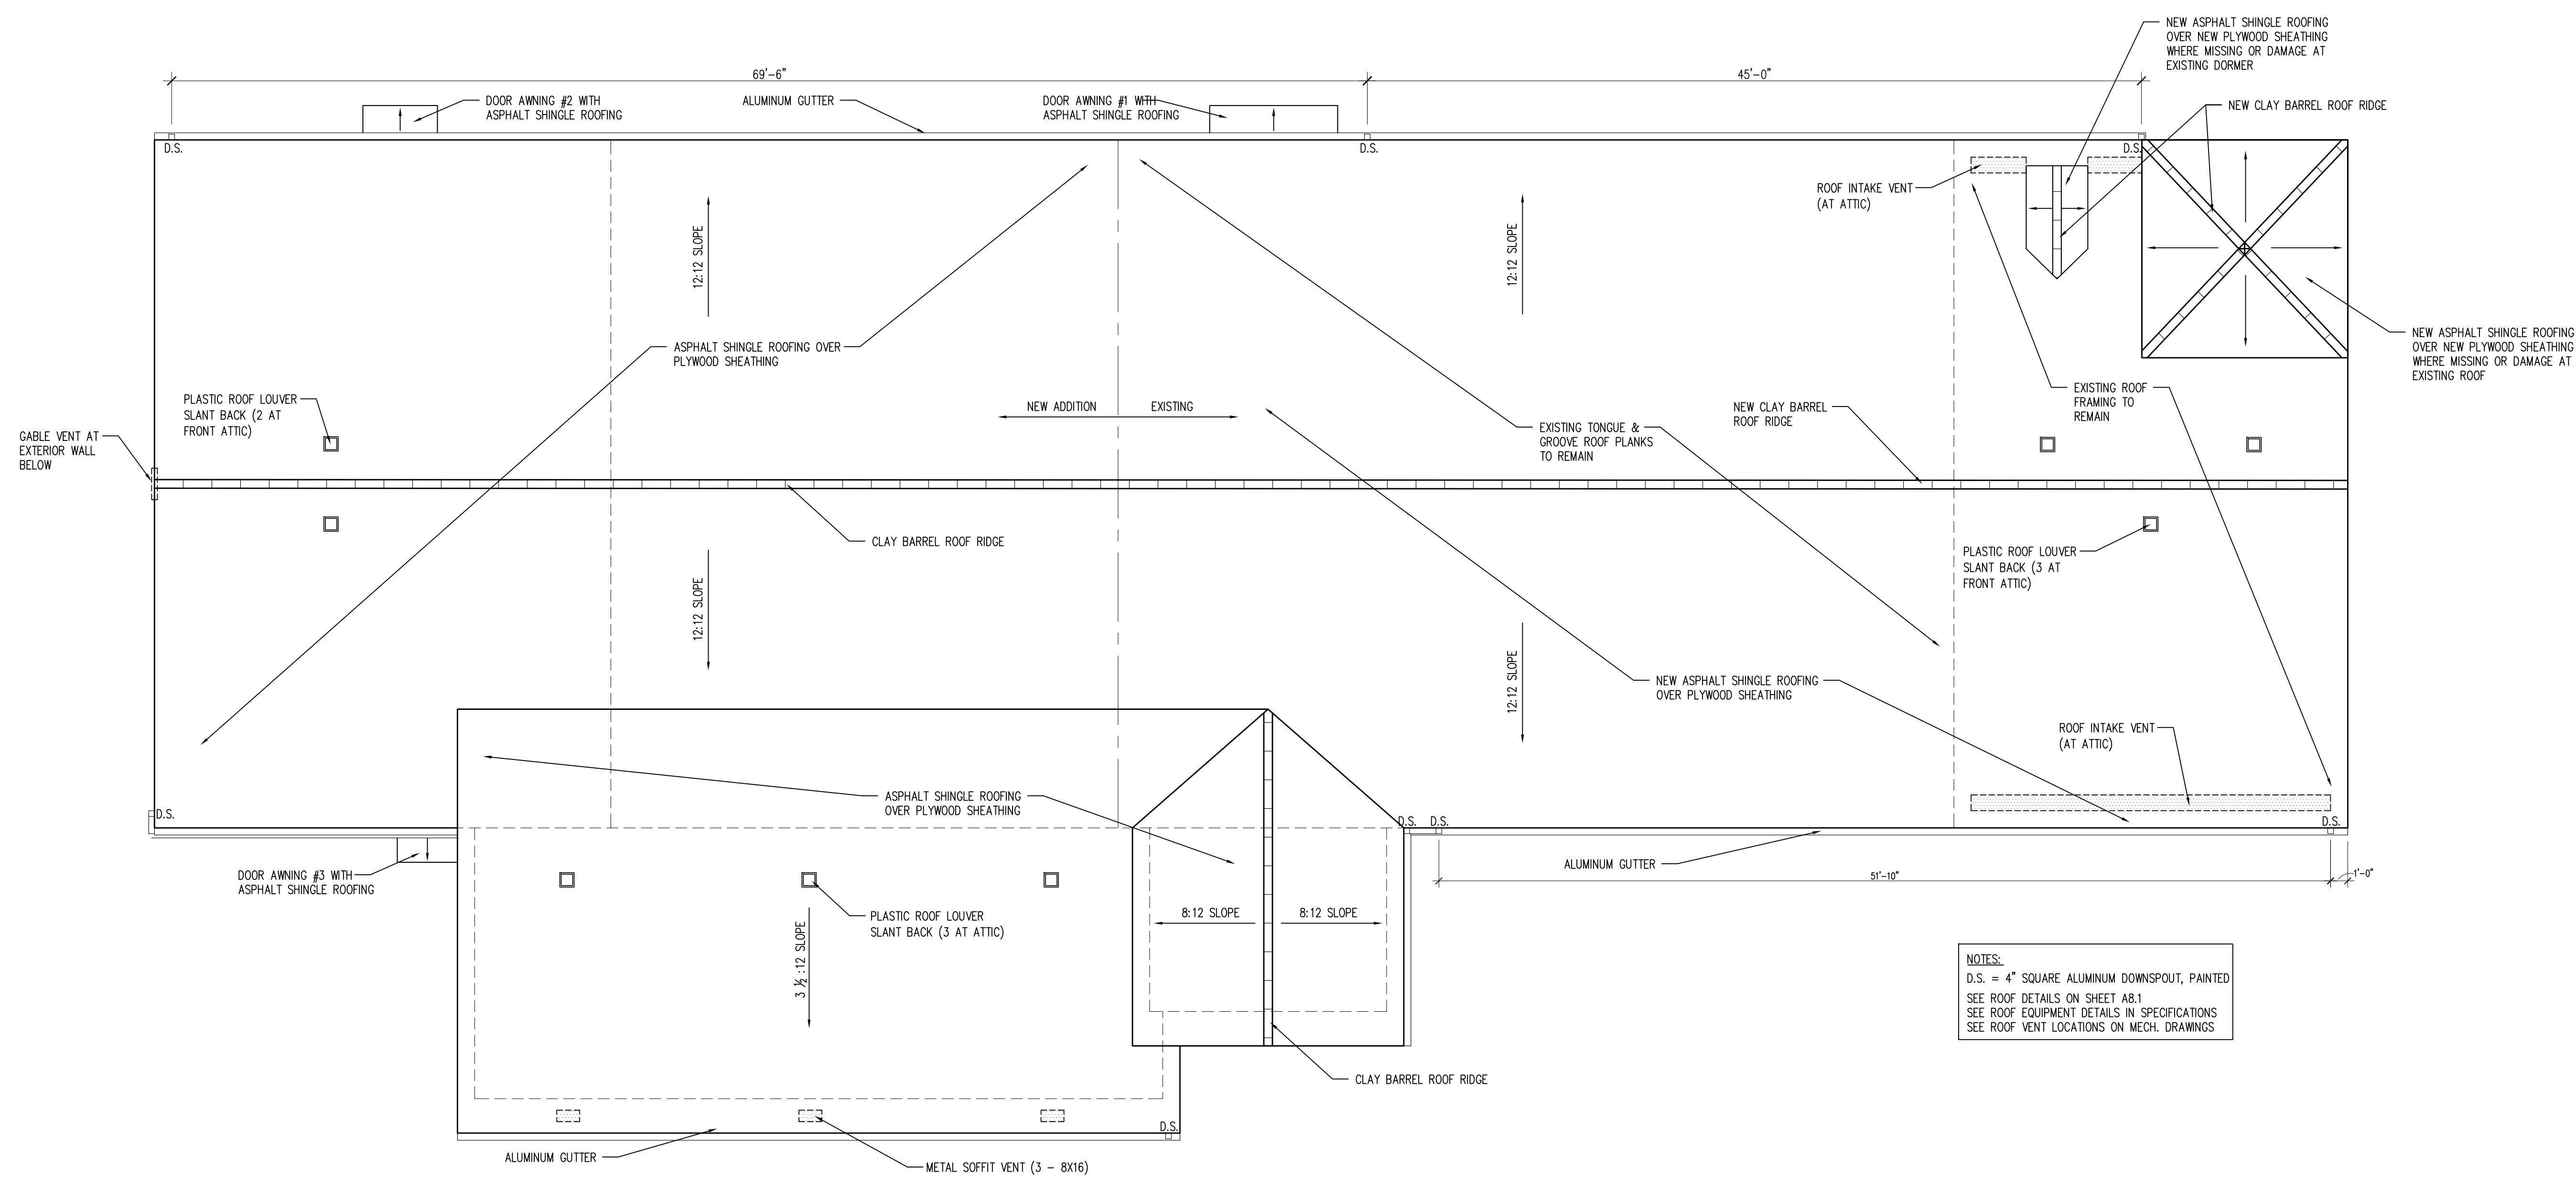 NEW ASPHALT SHINGLE ROOFING
OVER NEW PLYWOOD SHEATHING
WHERE MISSING OR DAMAGE AT
EXISTING DORMER
69'-6"
45'-0"
DOOR AWNING #2 WITH
ASPHALT SHINGLE ROOFING
ALUMINUM GUTTER
DOOR AWNING #1 WITH
ASPHALT SHINGLE ROOFING
NEW CLAY BARREL ROOF RIDGE
D.S.
D.S.
D.S.
ROOF INTAKE VENT
(AT ATTIC)
12:12 SLOPE
12:12 SLOPE
ASPHALT SHINGLE ROOFING OVER
PLYWOOD SHEATHING
NEW ASPHALT SHINGLE ROOFING
OVER NEW PLYWOOD SHEATHING
WHERE MISSING OR DAMAGE AT
EXISTING ROOF
EXISTING ROOF
FRAMING TO
REMAIN
PLASTIC ROOF LOUVER
SLANT BACK (2 AT
FRONT ATTIC)
NEW ADDITION
EXISTING
NEW CLAY BARREL
ROOF RIDGE
EXISTING TONGUE &
GROOVE ROOF PLANKS
TO REMAIN
GABLE VENT AT
EXTERIOR WALL
BELOW
CLAY BARREL ROOF RIDGE
PLASTIC ROOF LOUVER
SLANT BACK (3 AT
FRONT ATTIC)
12:12 SLOPE
12:12 SLOPE
NEW ASPHALT SHINGLE ROOFING
OVER PLYWOOD SHEATHING
ROOF INTAKE VENT
(AT ATTIC)
ASPHALT SHINGLE ROOFING
OVER PLYWOOD SHEATHING
D.S.
D.S.
D.S.
D.S.
ALUMINUM GUTTER
DOOR AWNING #3 WITH
ASPHALT SHINGLE ROOFING
51'-10"
1'-0"
PLASTIC ROOF LOUVER
SLANT BACK (3 AT ATTIC)
8:12 SLOPE
8:12 SLOPE
3 ½ :12 SLOPE
NOTES:
D.S. = 4" SQUARE ALUMINUM DOWNSPOUT, PAINTED
SEE ROOF DETAILS ON SHEET A8.1
SEE ROOF EQUIPMENT DETAILS IN SPECIFICATIONS
SEE ROOF VENT LOCATIONS ON MECH. DRAWINGS
CLAY BARREL ROOF RIDGE
D.S.
ALUMINUM GUTTER
METAL SOFFIT VENT (3 - 8X16)